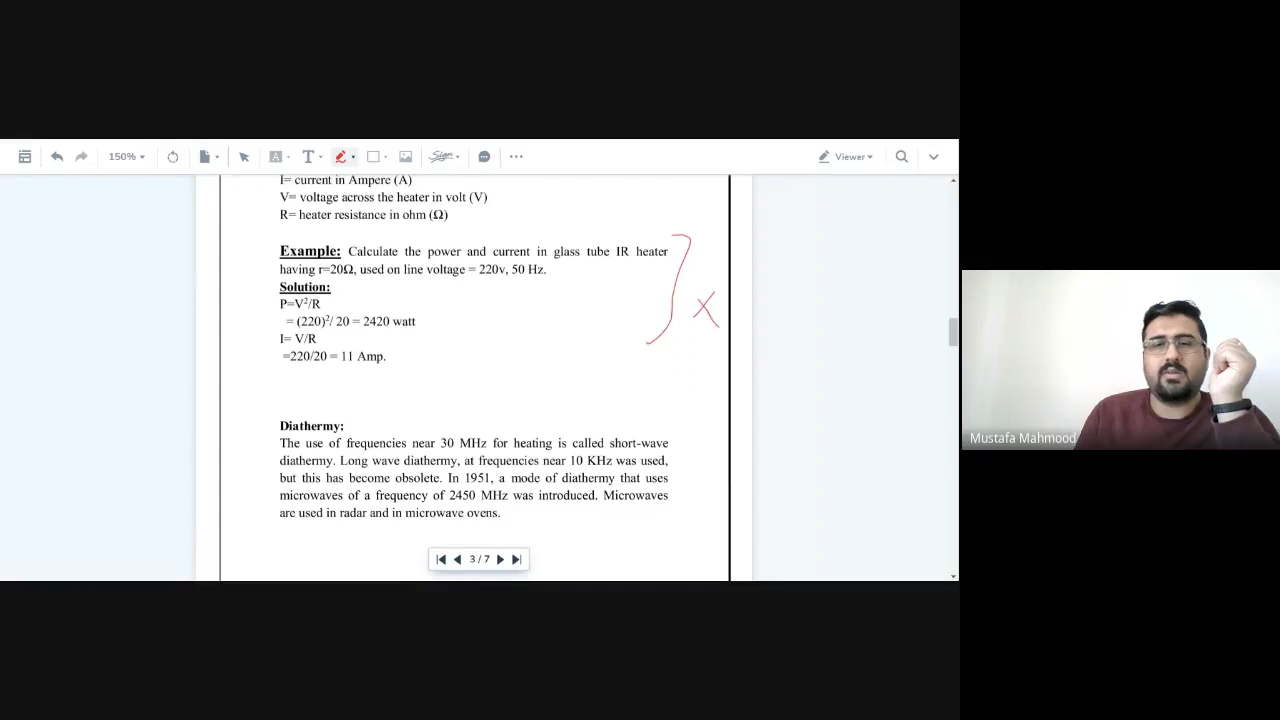 150%
T
Sign
Viewer
I= current in Ampere (A)
V= voltage across the heater in volt (V)
R= heater resistance in ohm (Ω)
Example: Calculate the power and current in glass tube IR heater
having r=20Ω, used on line voltage = 220v, 50 Hz.
Solution:
P=V²/R
= (220)²/ 20 = 2420 watt
I= V/R
=220/20 = 11 Amp.
X
Diathermy:
The use of frequencies near 30 MHz for heating is called short-wave
diathermy. Long wave diathermy, at frequencies near 10 KHz was used,
but this has become obsolete. In 1951, a mode of diathermy that uses
microwaves of a frequency of 2450 MHz was introduced. Microwaves
are used in radar and in microwave ovens.
3 / 7
Mustafa Mahmood